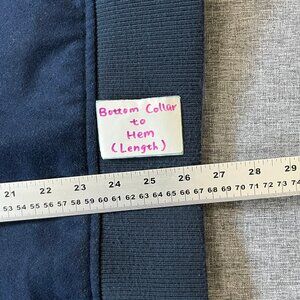 Bottom Collar
to
Hem
(Length)
21 22 23 24 25 26 27 28 29
53 54 55 56 57 58 59 60 61 62 63 64 65 66 67 68 69 70 71 72 73 74